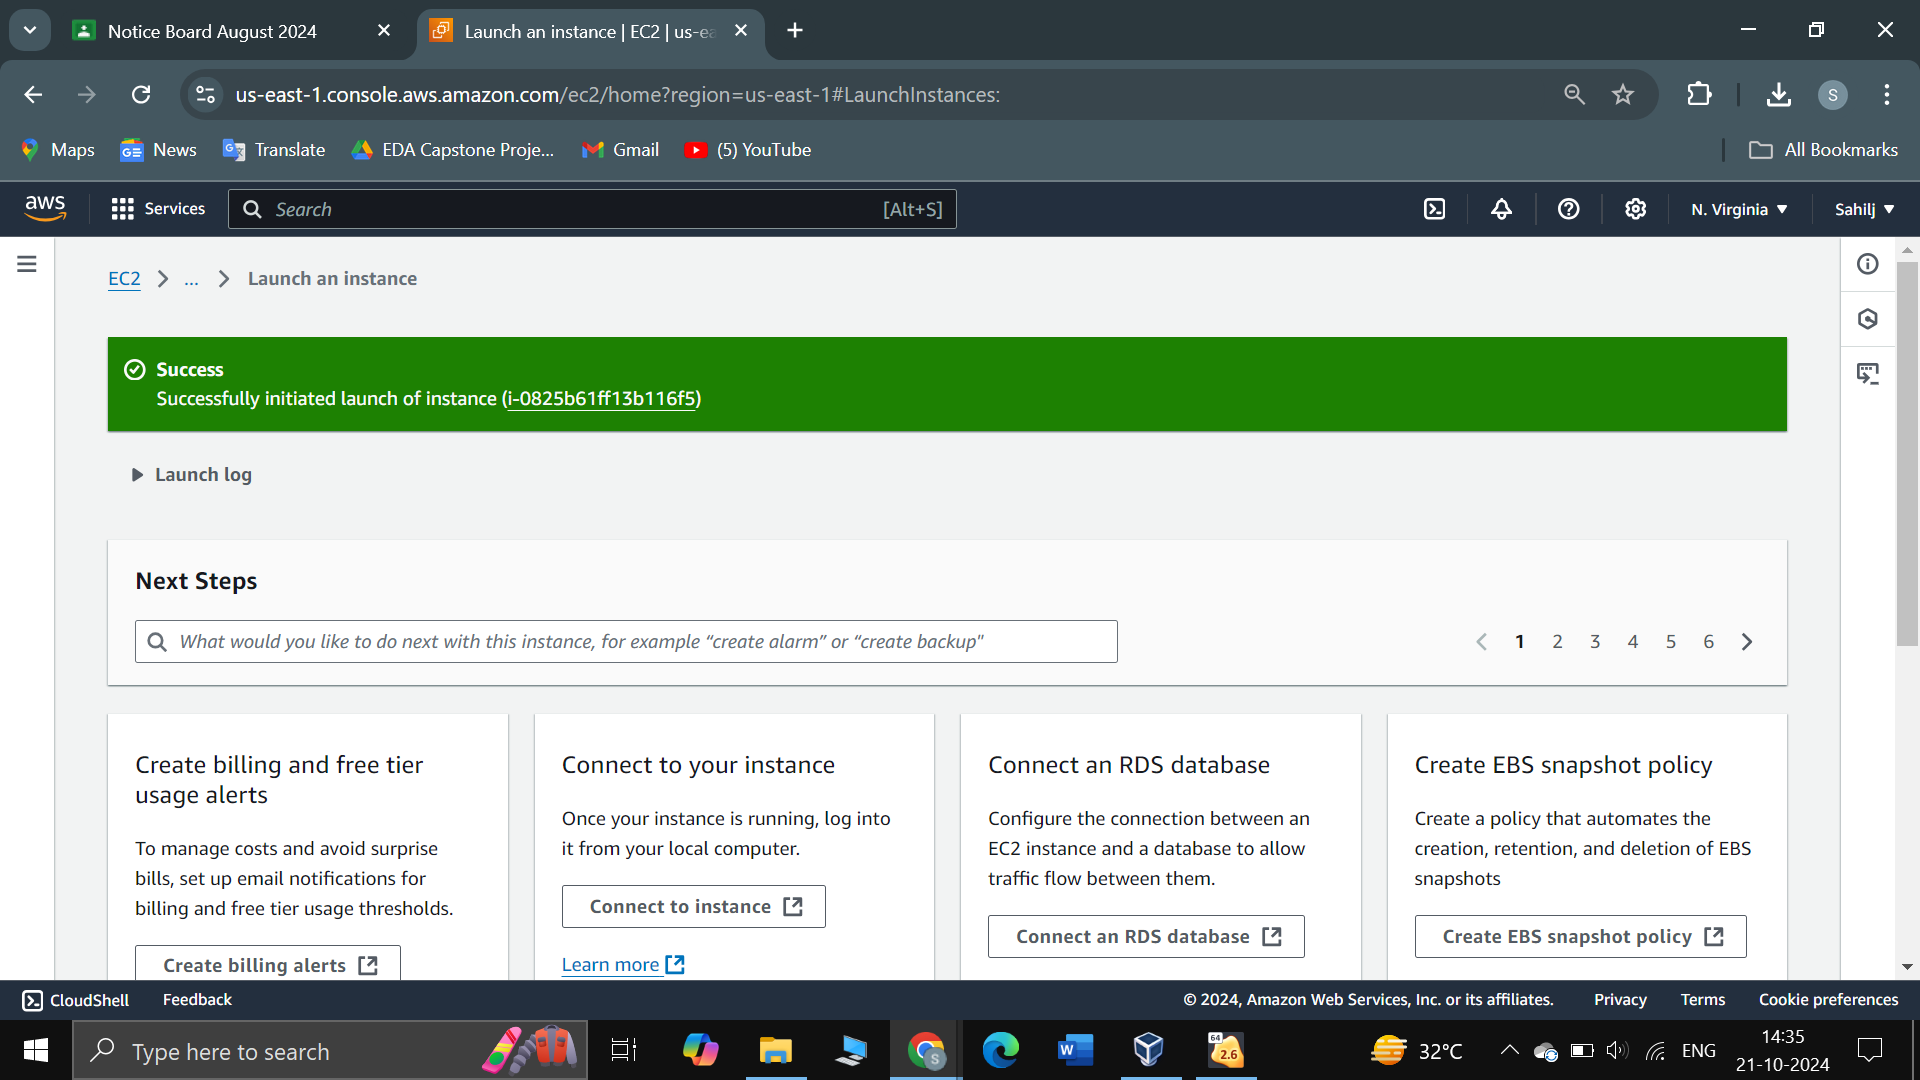 Notice Board August 2024
Launch an instance | EC2 | us-ea
us-east-1.console.aws.amazon.com/ec2/home?region=us-east-1#LaunchInstances:
S
Maps
News
Translate
EDA Capstone Proje...
Gmail
(5) YouTube
All Bookmarks
aws
Services
Search
[Alt+S]
N. Virginia
Sahilj
EC2
...
Launch an instance
Success
Successfully initiated launch of instance (i-0825b61ff13b116f5)
Launch log
Next Steps
What would you like to do next with this instance, for example “create alarm” or “create backup"
1 2 3 4 5 6
Create billing and free tier
usage alerts
To manage costs and avoid surprise
bills, set up email notifications for
billing and free tier usage thresholds.
Create billing alerts
Connect to your instance
Once your instance is running, log into
it from your local computer.
Connect to instance
Learn more
Connect an RDS database
Configure the connection between an
EC2 instance and a database to allow
traffic flow between them.
Connect an RDS database
Create EBS snapshot policy
Create a policy that automates the
creation, retention, and deletion of EBS
snapshots
Create EBS snapshot policy
CloudShell
Feedback
© 2024, Amazon Web Services, Inc. or its affiliates.
Privacy
Terms
Cookie preferences
Type here to search
S
W
64
2.6
32°C
ENG
14:35
21-10-2024